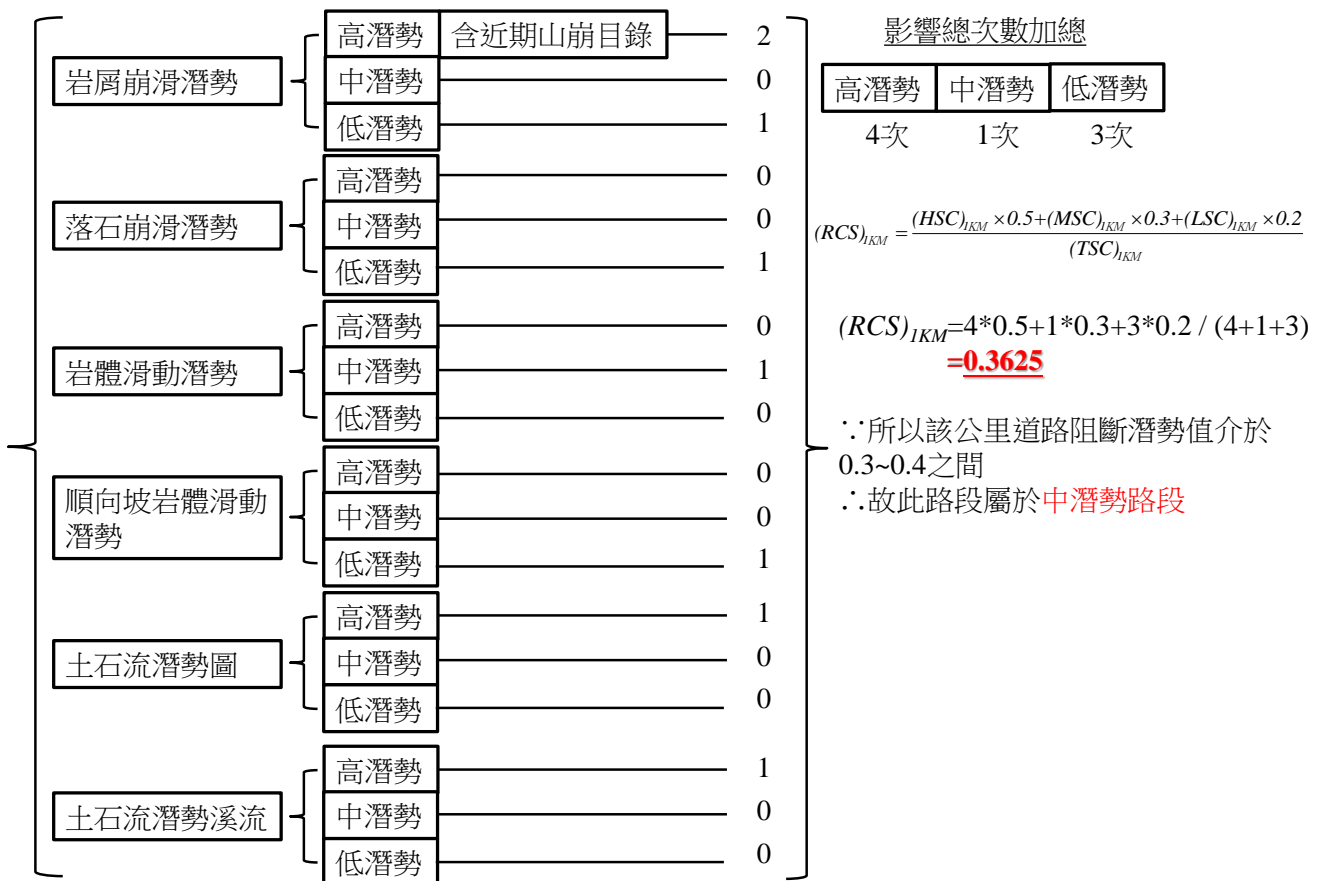 岩屑崩滑潛勢
高潛勢 含近期山崩目錄 2
中潛勢 0
低潛勢 1
落石崩滑潛勢
高潛勢 0
中潛勢 0
低潛勢 1
岩體滑動潛勢
高潛勢 0
中潛勢 1
低潛勢 0
順向坡岩體滑動
潛勢
高潛勢 0
中潛勢 0
低潛勢 1
土石流潛勢圖
高潛勢 1
中潛勢 0
低潛勢 0
土石流潛勢溪流
高潛勢 1
中潛勢 0
低潛勢 0
影響總次數加總
高潛勢 中潛勢 低潛勢
4次 1次 3次
(RCS)1KM = (HSC)1KM ×0.5+(MSC)1KM ×0.3+(LSC)1KM ×0.2
(TSC)1KM
(RCS)1KM=4*0.5+1*0.3+3*0.2 / (4+1+3)
=0.3625
∵所以該公里道路阻斷潛勢值介於
0.3~0.4之間
∴故此路段屬於中潛勢路段